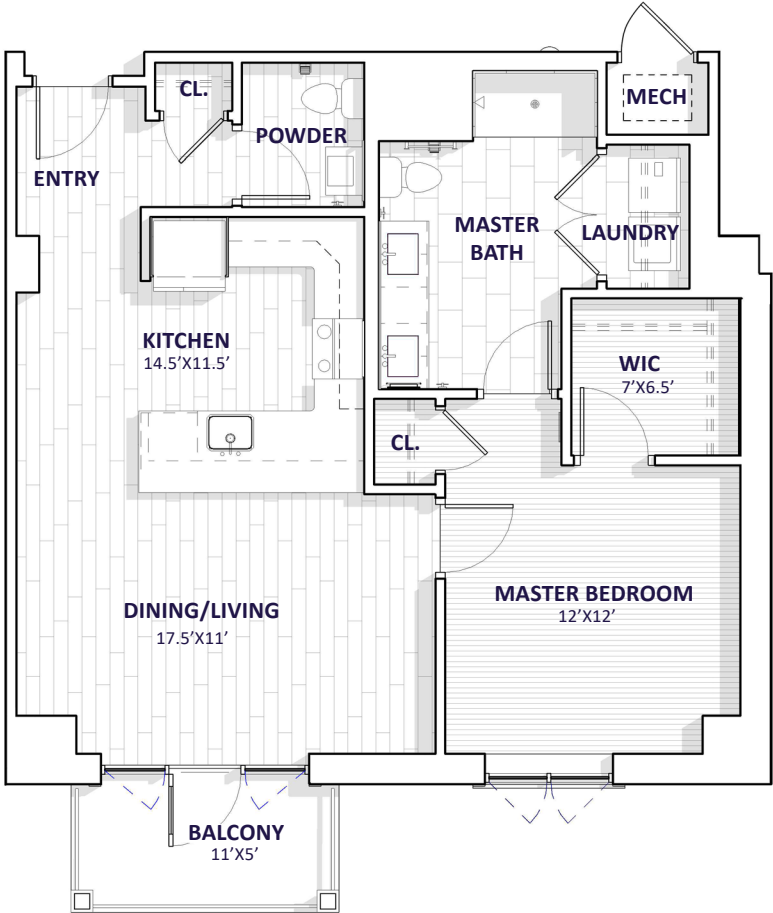 CL.
MECH
POWDER
ENTRY
MASTER
BATH
LAUNDRY
KITCHEN
14.5’X11.5’
WIC
7’X6.5’
CL.
MASTER BEDROOM
12’X12’
DINING/LIVING
17.5’X11’
BALCONY
11’X5’